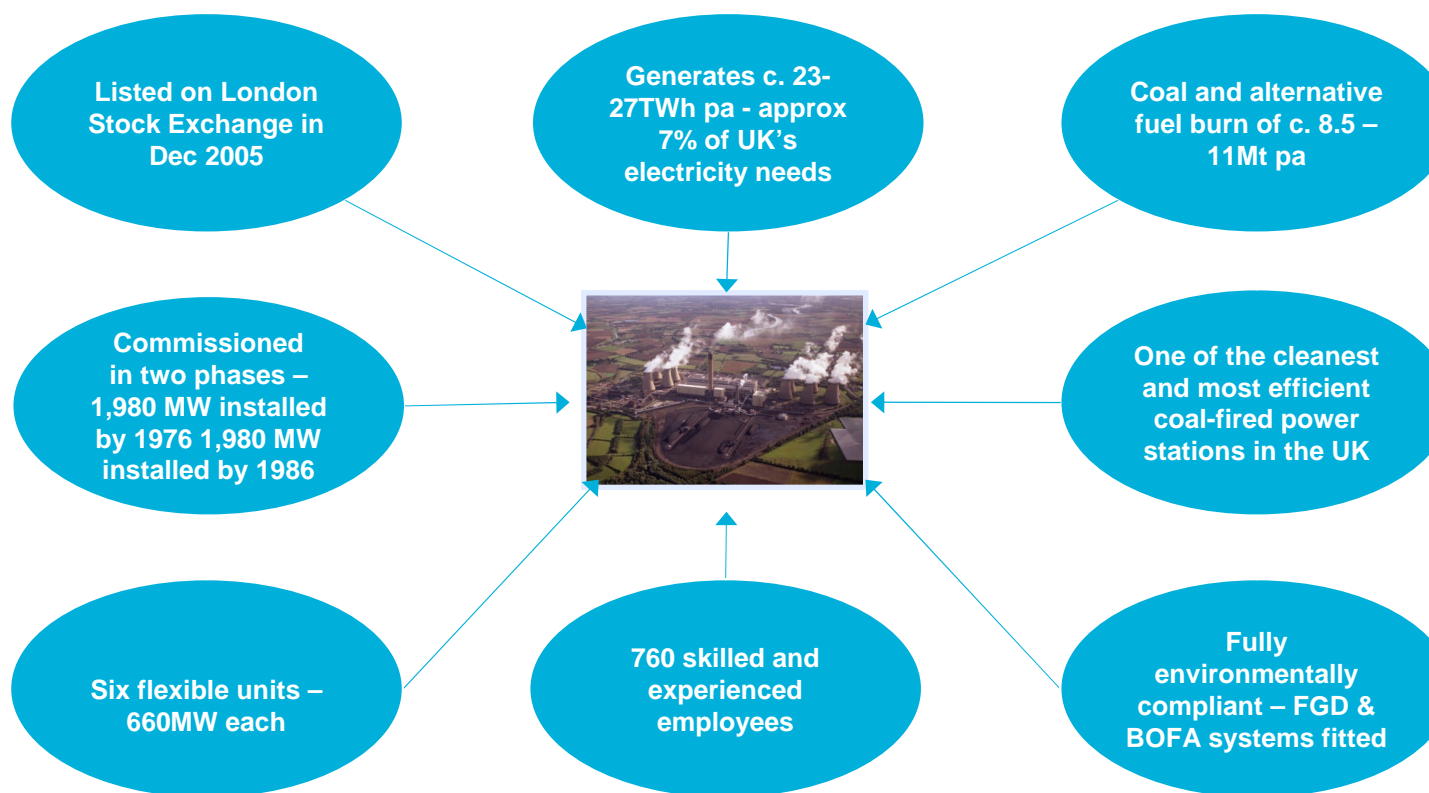 Listed on London
Stock Exchange in
Dec 2005
Generates c. 23-
27TWh pa - approx
7% of UK's
electricity needs
Coal and alternative
fuel burn of c. 8.5 –
11Mt pa
Commissioned
in two phases –
1,980 MW installed
by 1976 1,980 MW
installed by 1986
One of the cleanest
and most efficient
coal-fired power
stations in the UK
Six flexible units –
660MW each
760 skilled and
experienced
employees
Fully
environmentally
compliant – FGD &
BOFA systems fitted